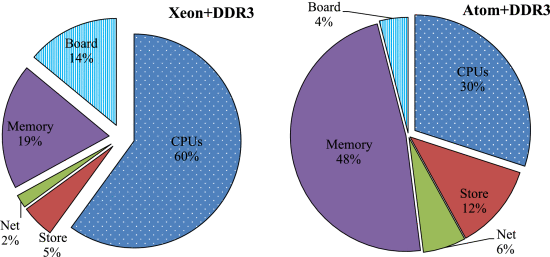 Xeon+DDR3
Board
14%
CPUs
60%
Memory
19%
Net
2%
Store
5%
Atom+DDR3
Board
4%
CPUs
30%
Memory
48%
Store
12%
Net
6%